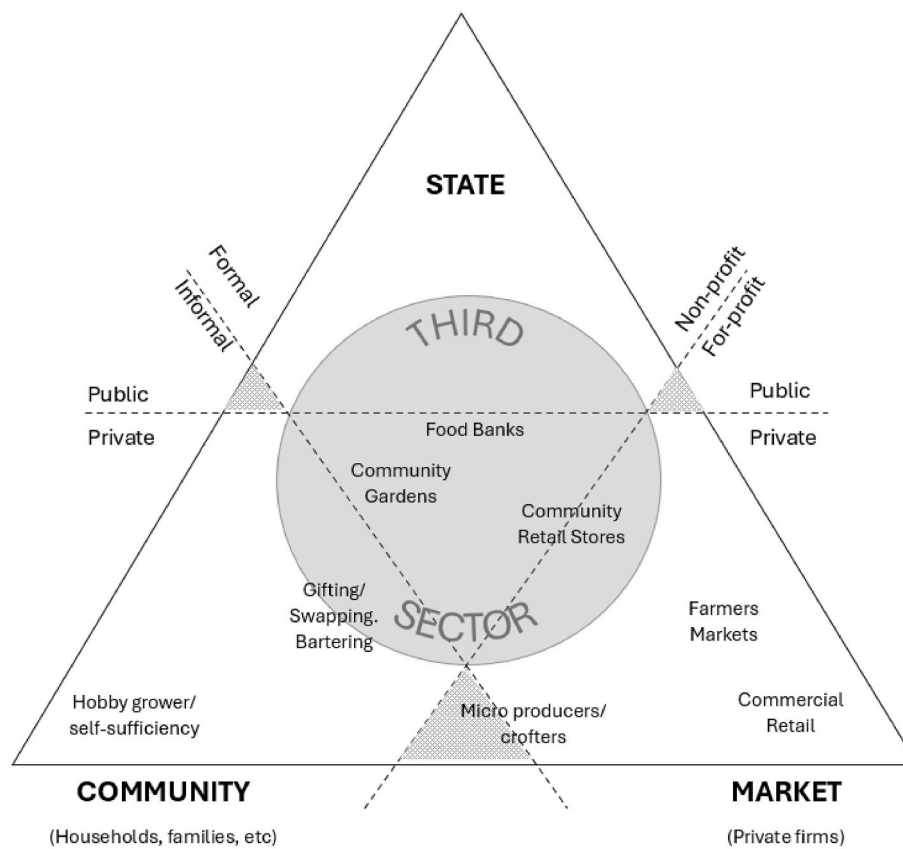 STATE
Formal
Informal
Non-profit
For-profit
THIRD
Public
Private
Public
Private
Food Banks
Community
Gardens
Community
Retail Stores
Gifting/
Swapping.
Bartering
SECTOR
Farmers
Markets
Hobby grower/
self-sufficiency
Micro producers/
crofters
Commercial
Retail
COMMUNITY
(Households, families, etc)
MARKET
(Private firms)